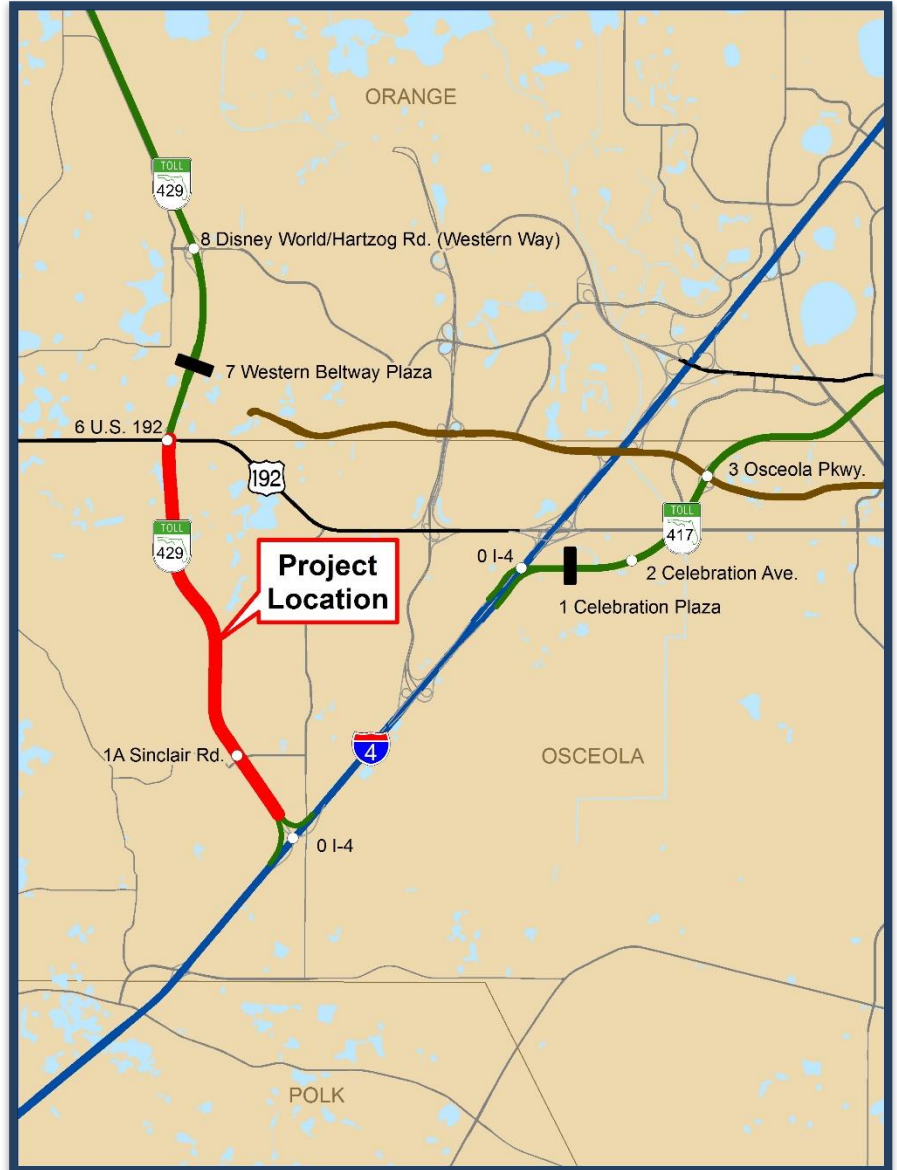 ORANGE
TOLL
429
8 Disney World/Hartzog Rd. (Western Way)
7 Western Beltway Plaza
6 U.S. 192
192
3 Osceola Pkwy.
TOLL
429
TOLL
417
Project
Location
0 I-4
2 Celebration Ave.
1 Celebration Plaza
1A Sinclair Rd.
4
OSCEOLA
0 I-4
POLK